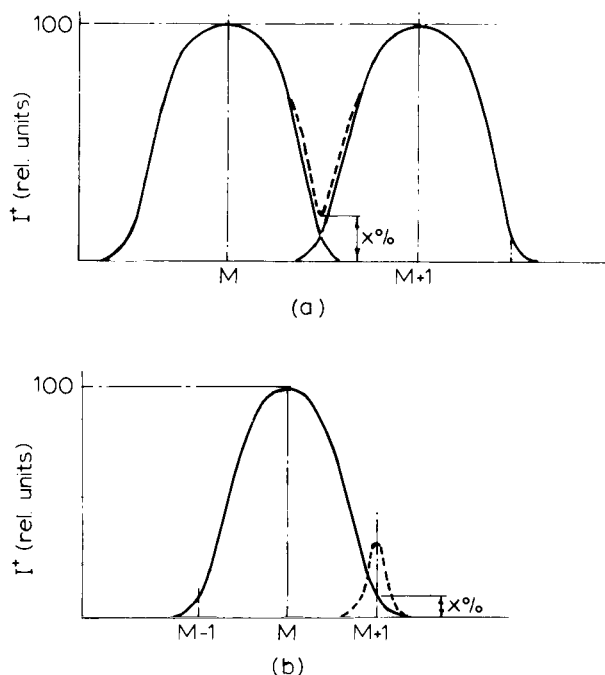 100
I⁺ (rel. units)
x%
M
M+1
(a)
100
I⁺ (rel. units)
x%
M-1
M
M+1
(b)